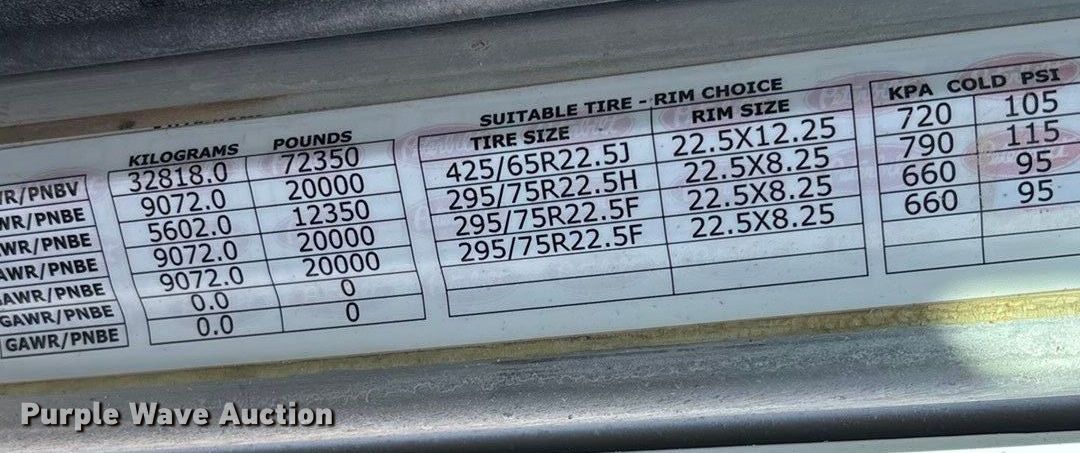 KILOGRAMS POUNDS SUITABLE TIRE - RIM CHOICE KPA COLD PSI
TIRE SIZE RIM SIZE
WR/PNBV 32818.0 72350
WR/PNBE 9072.0 20000 425/65R22.5J 22.5X12.25 720 105
WR/PNBE 5602.0 12350 295/75R22.5H 22.5X8.25 790 115
AWR/PNBE 9072.0 20000 295/75R22.5F 22.5X8.25 660 95
AWR/PNBE 9072.0 20000 295/75R22.5F 22.5X8.25 660 95
GAWR/PNBE 0.0 0
GAWR/PNBE 0.0 0
Purple Wave Auction